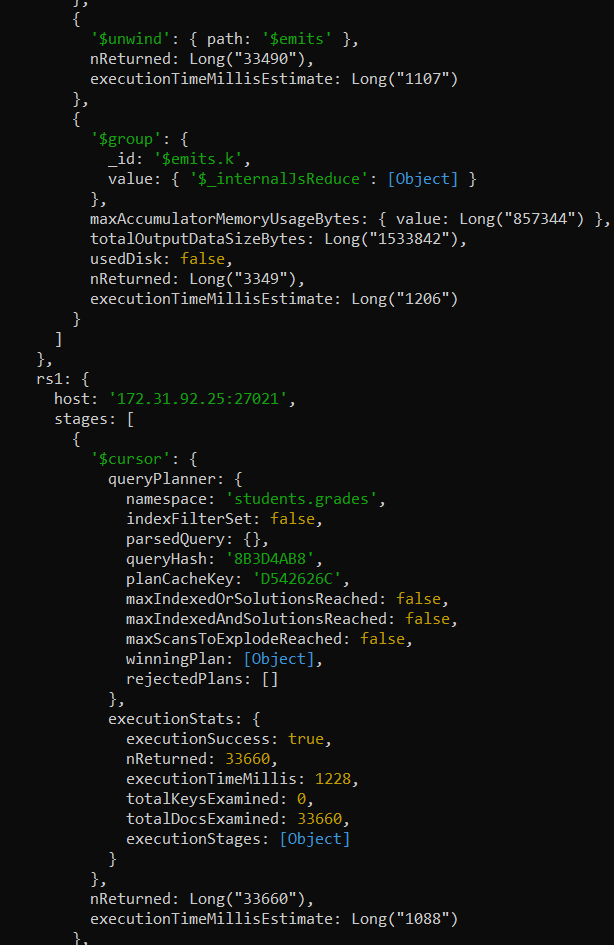 },
{
'$unwind': { path: '$emits' },
nReturned: Long("33490"),
executionTimeMillisEstimate: Long("1107")
},
{
'$group': {
_id: '$emits.k',
value: { '$_internalJsReduce': [Object] }
},
maxAccumulatorMemoryUsageBytes: { value: Long("857344") },
totalOutputDataSizeBytes: Long("1533842"),
usedDisk: false,
nReturned: Long("3349"),
executionTimeMillisEstimate: Long("1206")
}
]
},
rs1: {
host: '172.31.92.25:27021',
stages: [
{
'$cursor': {
queryPlanner: {
namespace: 'students.grades',
indexFilterSet: false,
parsedQuery: {},
queryHash: '8B3D4AB8',
planCacheKey: 'D542626C',
maxIndexedOrSolutionsReached: false,
maxIndexedAndSolutionsReached: false,
maxScansToExplodeReached: false,
winningPlan: [Object],
rejectedPlans: []
},
executionStats: {
executionSuccess: true,
nReturned: 33660,
executionTimeMillis: 1228,
totalKeysExamined: 0,
totalDocsExamined: 33660,
executionStages: [Object]
}
},
nReturned: Long("33660"),
executionTimeMillisEstimate: Long("1088")
},